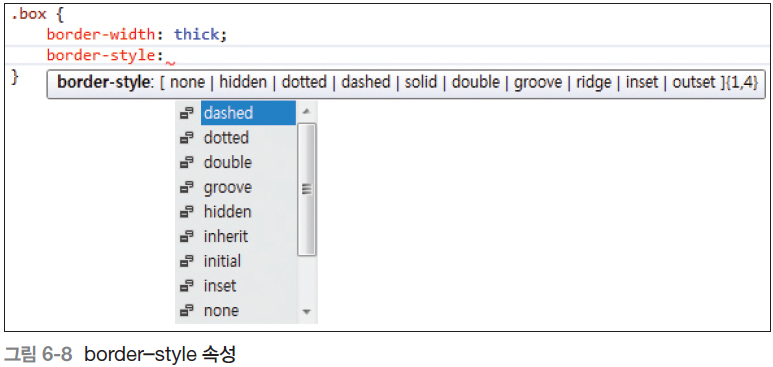 .box {
border-width: thick;
border-style:
}
border-style: [ none | hidden | dotted | dashed | solid | double | groove | ridge | inset | outset ]{1,4}
dashed
dotted
double
groove
hidden
inherit
initial
inset
none
그림 6-8 border-style 속성